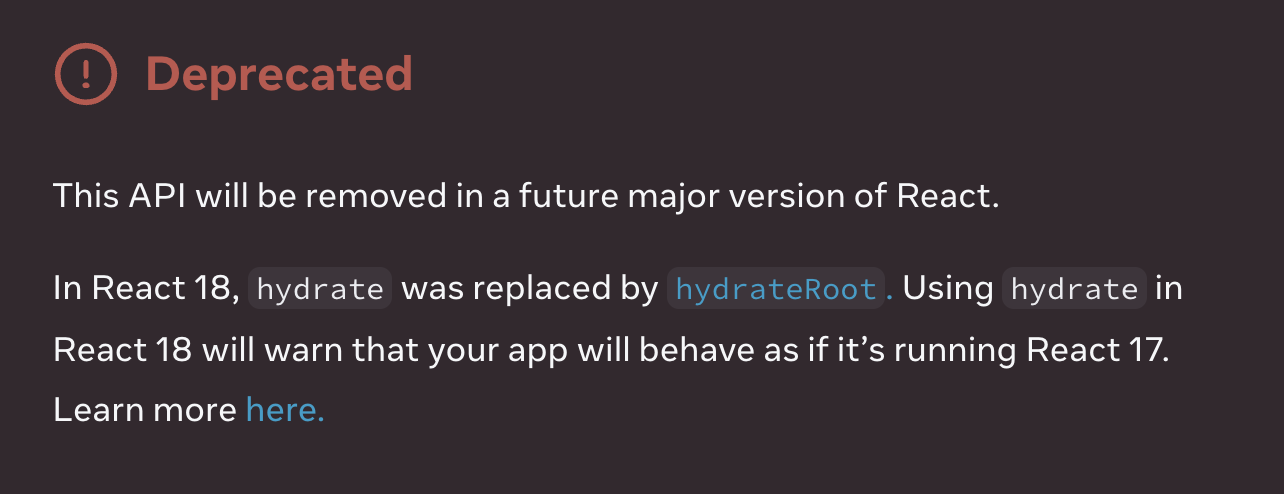 Deprecated
This API will be removed in a future major version of React.
In React 18, hydrate was replaced by hydrateRoot. Using hydrate in
React 18 will warn that your app will behave as if it’s running React 17.
Learn more here.